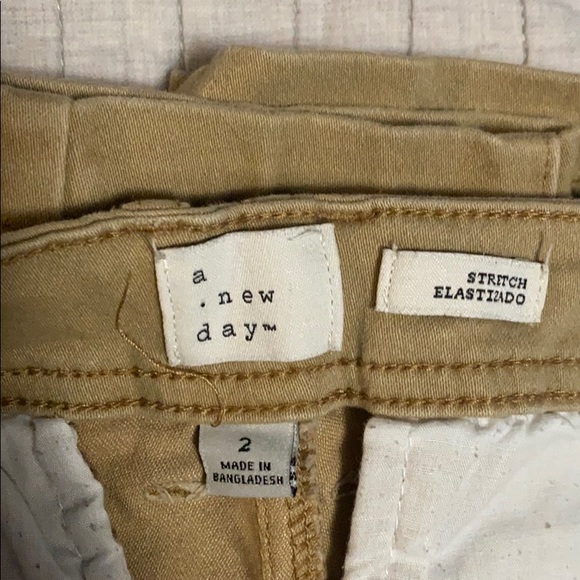 a
. new
day™
STRETCH
ELASTIZADO
2
MADE IN
BANGLADESH